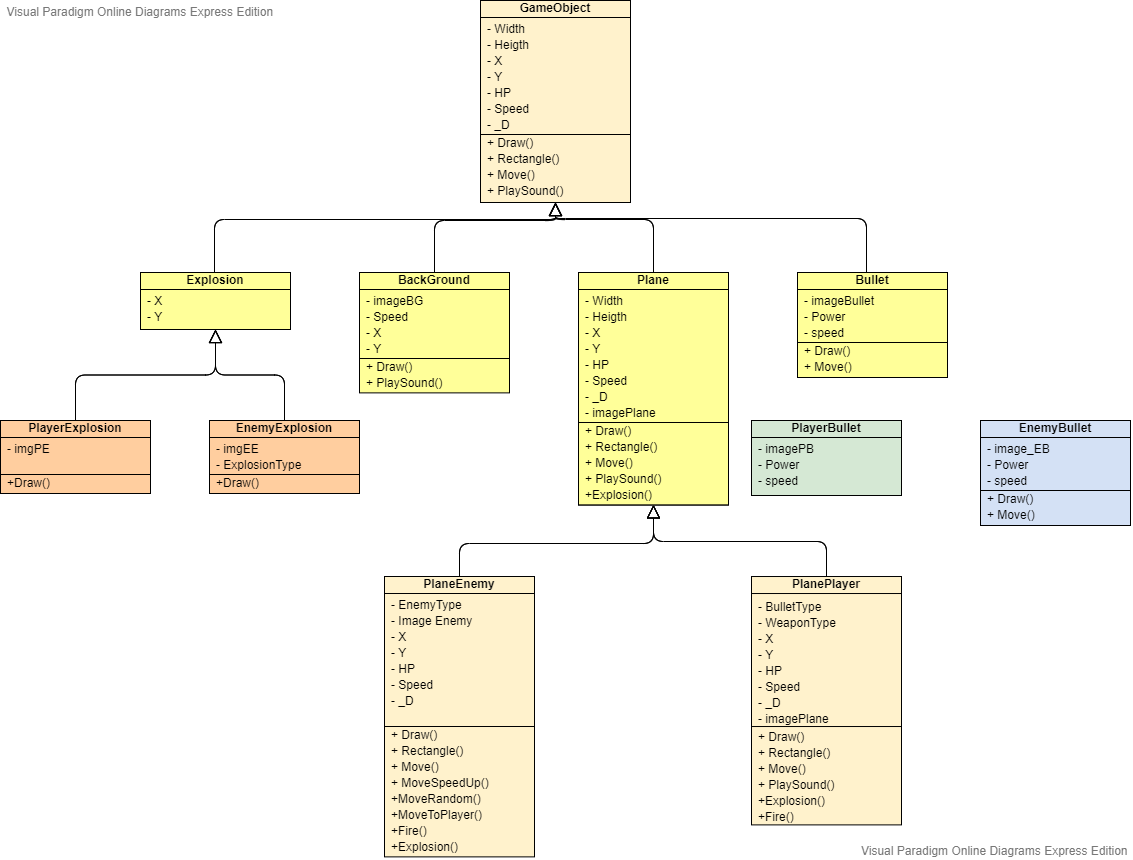 Visual Paradigm Online Diagrams Express Edition
GameObject
- Width
- Heigth
- X
- Y
- HP
- Speed
- _D
+ Draw()
+ Rectangle()
+ Move()
+ PlaySound()
Explosion
- X
- Y
BackGround
- imageBG
- Speed
- X
- Y
+ Draw()
+ PlaySound()
Plane
- Width
- Heigth
- X
- Y
- HP
- Speed
- _D
- imagePlane
+ Draw()
+ Rectangle()
+ Move()
+ PlaySound()
+Explosion()
Bullet
- imageBullet
- Power
- speed
+ Draw()
+ Move()
PlayerExplosion
- imgPE
+Draw()
EnemyExplosion
- imgEE
- ExplosionType
+Draw()
PlayerBullet
- imagePB
- Power
- speed
EnemyBullet
- image_EB
- Power
- speed
+ Draw()
+ Move()
PlaneEnemy
- EnemyType
- Image Enemy
- X
- Y
- HP
- Speed
- _D
+ Draw()
+ Rectangle()
+ Move()
+ MoveSpeedUp()
+MoveRandom()
+MoveToPlayer()
+Fire()
+Explosion()
PlanePlayer
- BulletType
- WeaponType
- X
- Y
- HP
- Speed
- _D
- imagePlane
+ Draw()
+ Rectangle()
+ Move()
+ PlaySound()
+Explosion()
+Fire()
Visual Paradigm Online Diagrams Express Edition